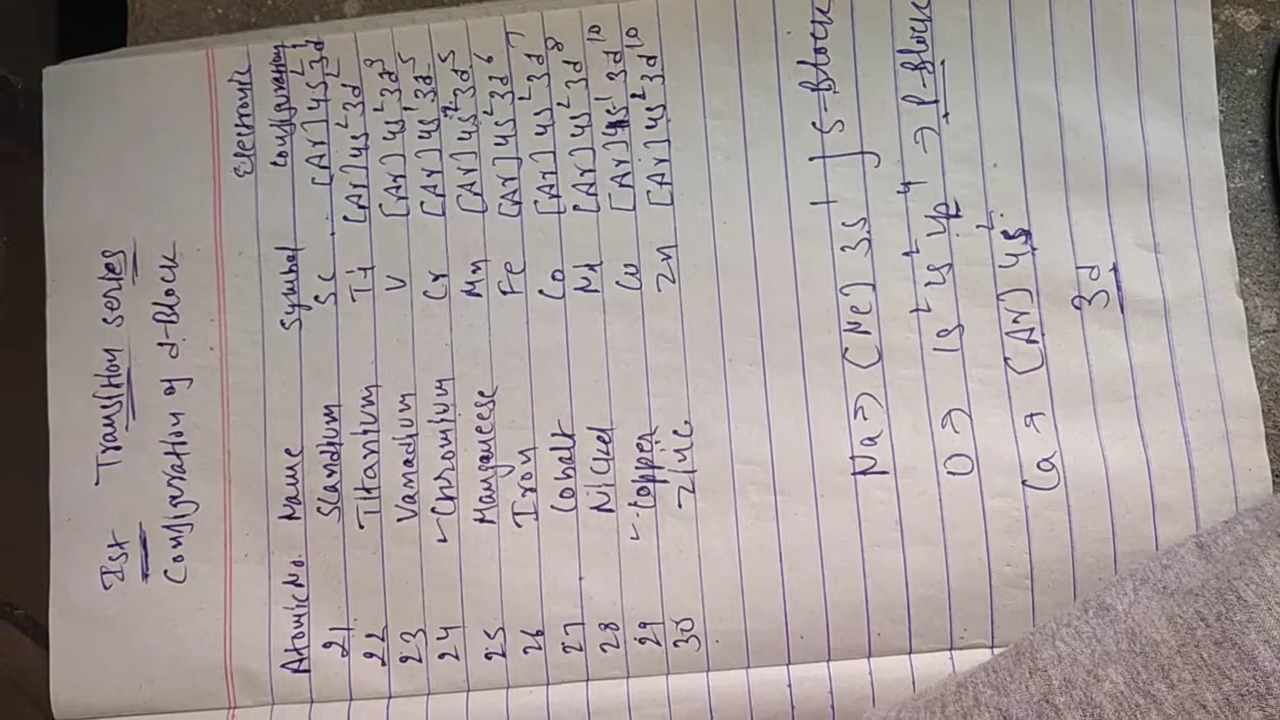 Ist Transition series
Configuration of d-Block
Electronic
Atomic No. Name Symbol Configuration
21 Scandium Sc [Ar] 4s² 3d¹
22 Titanium Ti [Ar] 4s² 3d²
23 Vanadium V [Ar] 4s² 3d³
24 ✓ Chromium Cr [Ar] 4s¹ 3d⁵
25 Manganese Mn [Ar] 4s² 3d⁵
26 Iron Fe [Ar] 4s² 3d⁶
27 Cobalt Co [Ar] 4s² 3d⁷
28 Nickel Ni [Ar] 4s² 3d⁸
29 ✓ Copper Cu [Ar] 4s¹ 3d¹⁰
30 Zinc Zn [Ar] 4s² 3d¹⁰
Na ⇒ [Ne] 3s¹ ] S-Block
O → 1s² 2s² 2p⁴ → P-Block
Ca → [Ar] 4s²
3d